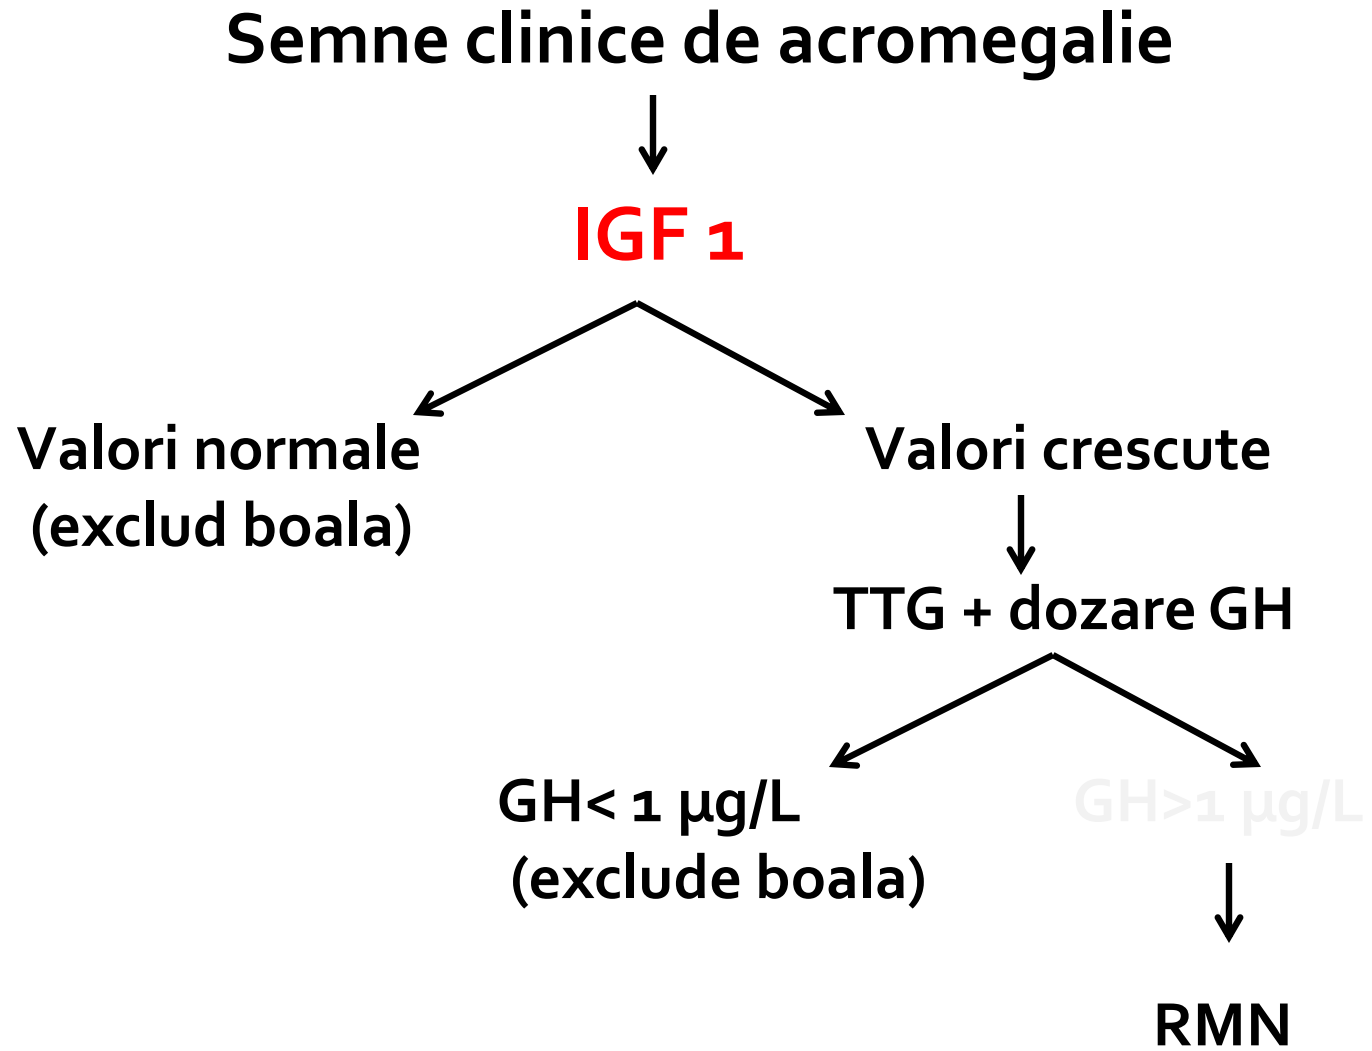 Semne clinice de acromegalie
IGF 1
Valori normale
(exclud boala)
Valori crescute
TTG + dozare GH
GH< 1 µg/L
(exclude boala)
GH>1 µg/L
RMN